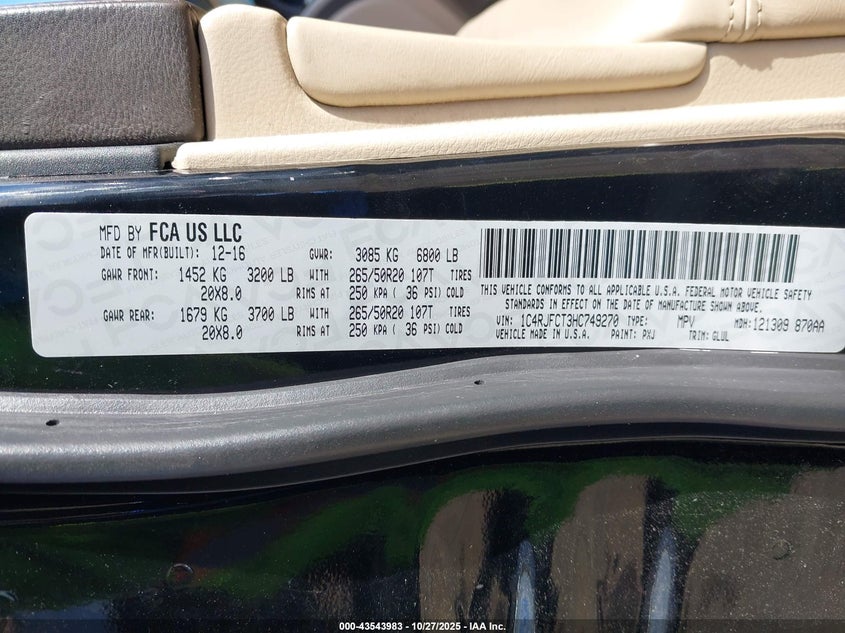 MFD BY FCA US LLC
DATE OF MFR(BUILT): 12-16 GVWR: 3085 KG 6800 LB
GAWR FRONT: 1452 KG 3200 LB WITH 265/50R20 107T TIRES
20X8.0 RIMS AT 250 KPA ( 36 PSI) COLD
GAWR REAR: 1679 KG 3700 LB WITH 265/50R20 107T TIRES
20X8.0 RIMS AT 250 KPA ( 36 PSI) COLD
THIS VEHICLE CONFORMS TO ALL APPLICABLE U.S.A. FEDERAL MOTOR VEHICLE SAFETY
STANDARDS IN EFFECT ON THE DATE OF MANUFACTURE SHOWN ABOVE.
VIN: 1C4RJFCT3HC749270 TYPE: MPV MDH: 121309 870AA
VEHICLE MADE IN U.S.A. PAINT: PXJ TRIM: GLUL
000-43543983 - 10/27/2025 - IAA Inc.